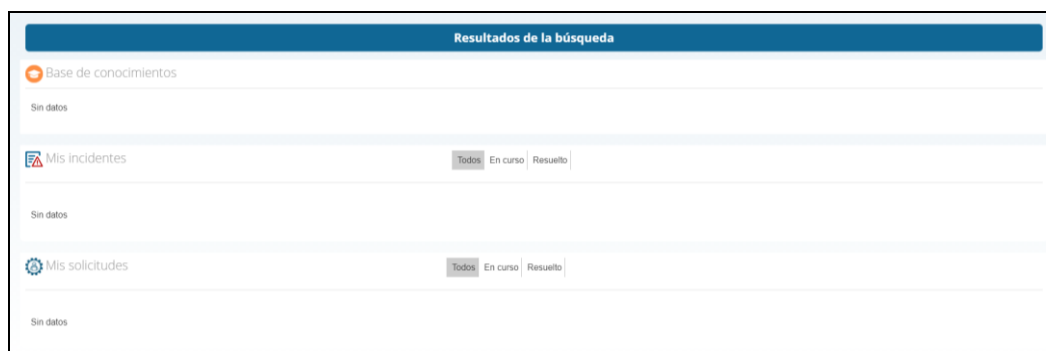 Resultados de la búsqueda
Base de conocimientos
Sin datos
Mis incidentes
Todos En curso Resuelto
Sin datos
Mis solicitudes
Todos En curso Resuelto
Sin datos